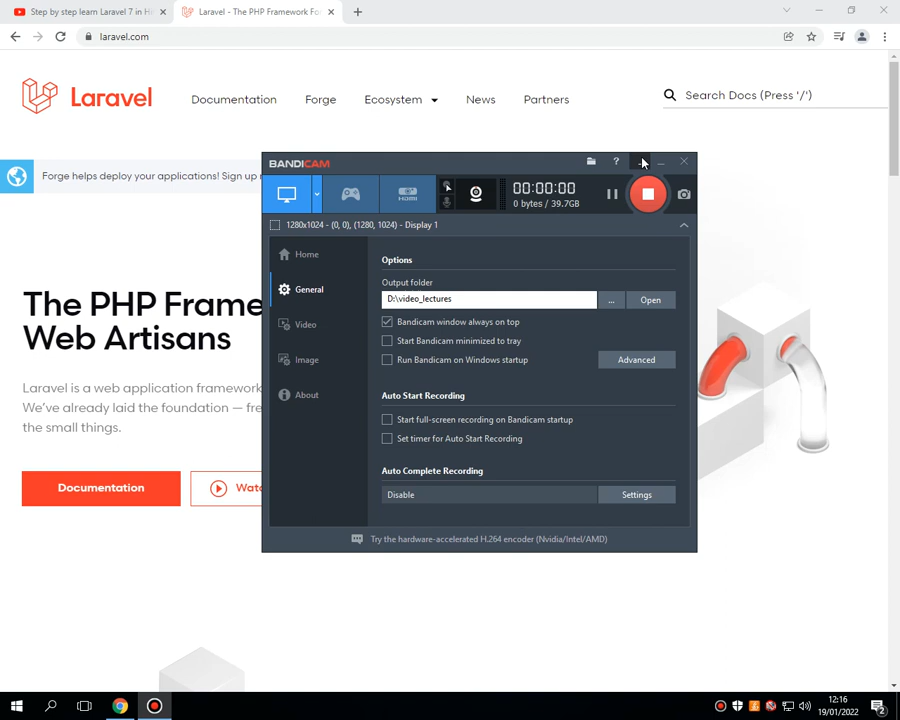 Step by step learn Laravel 7 in Hi
Laravel - The PHP Framework Fo
laravel.com
Laravel
Documentation
Forge
Ecosystem
News
Partners
Search Docs (Press '/')
Forge helps deploy your applications! Sign up
The PHP Frame
Web Artisans
Laravel is a web application framework
We've already laid the foundation — fre
the small things.
Documentation
Wat
BANDICAM
HDMI
00:00:00
0 bytes / 39.7GB
1280x1024 - (0, 0), (1280, 1024) - Display 1
Home
General
Video
Image
About
Options
Output folder
D:\video_lectures
...
Open
Bandicam window always on top
Start Bandicam minimized to tray
Run Bandicam on Windows startup
Advanced
Auto Start Recording
Start full-screen recording on Bandicam startup
Set timer for Auto Start Recording
Auto Complete Recording
Disable
Settings
Try the hardware-accelerated H.264 encoder (Nvidia/Intel/AMD)
12:16
19/01/2022
2